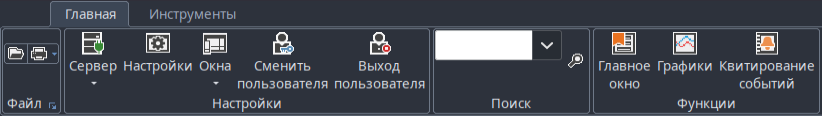 Главная Инструменты
Сервер Настройки Окна Сменить пользователя Выход пользователя
Главное окно Графики Квитирование событий
Файл Настройки Поиск Функции